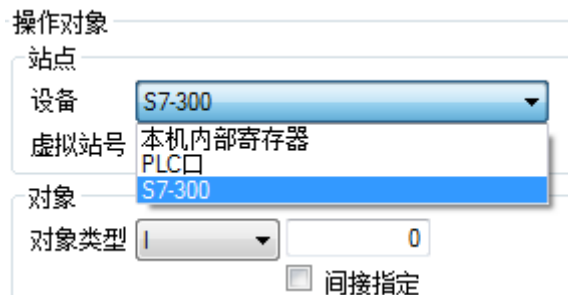 操作对象
站点
设备 S7-300
虚拟站号 本机内部寄存器
PLC口
S7-300
对象
对象类型 I 0
间接指定